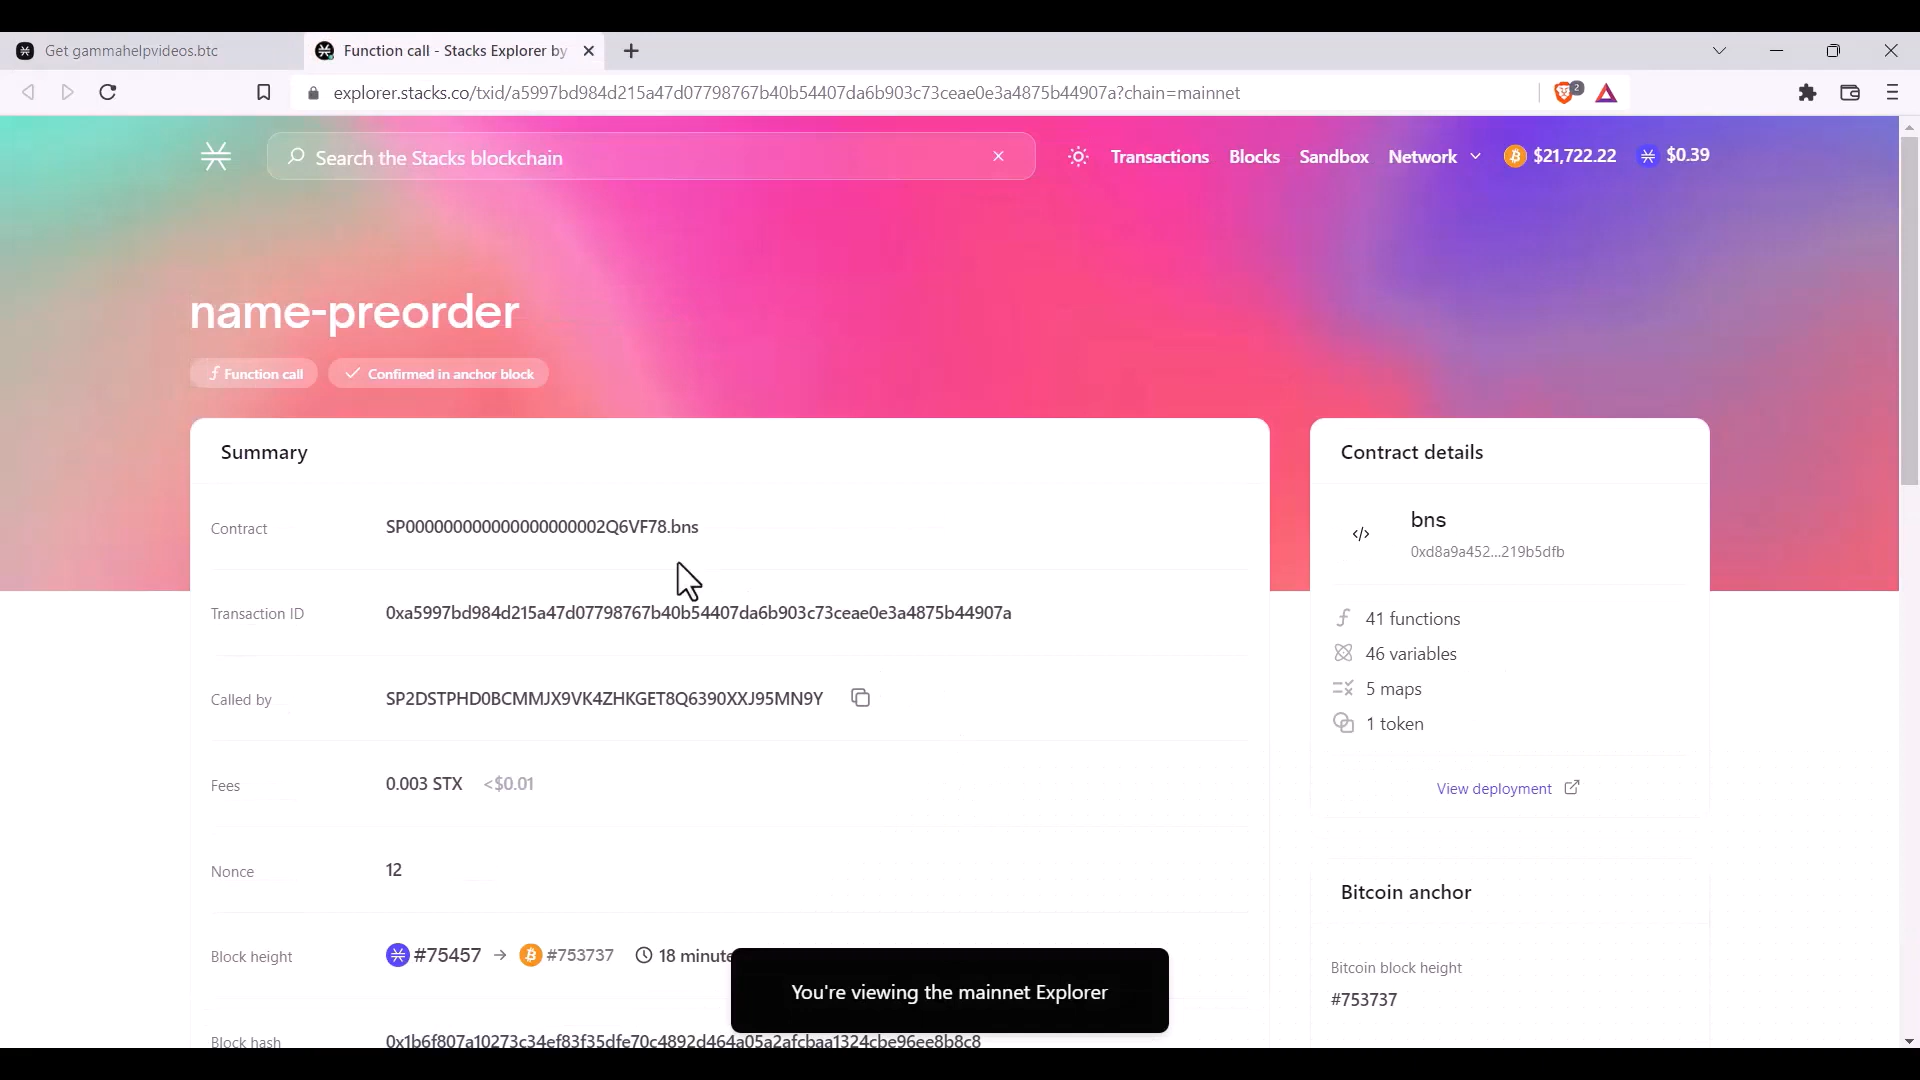 Get gammahelpvideos.btc
Function call - Stacks Explorer by
explorer.stacks.co/txid/a5997bd984d215a47d07798767b40b54407da6b903c73ceae0e3a4875b44907a?chain=mainnet
2
Search the Stacks blockchain
Transactions Blocks Sandbox Network $21,722.22 $0.39
name-preorder
Function call Confirmed in anchor block
Summary
Contract SP000000000000000000002Q6VF78.bns
Transaction ID 0xa5997bd984d215a47d07798767b40b54407da6b903c73ceae0e3a4875b44907a
Called by SP2DSTPHD0BCMMJX9VK4ZHKGET8Q6390XXJ95MN9Y
Fees 0.003 STX <$0.01
Nonce 12
Block height #75457 → #753737 18 minute
Block hash 0x1b6f807a10273c34ef83f35dfe70c4892d464a05a2afcbaa1324cbe96ee8b8c8
Contract details
bns
0xd8a9a452...219b5dfb
41 functions
46 variables
5 maps
1 token
View deployment
Bitcoin anchor
Bitcoin block height
#753737
You're viewing the mainnet Explorer